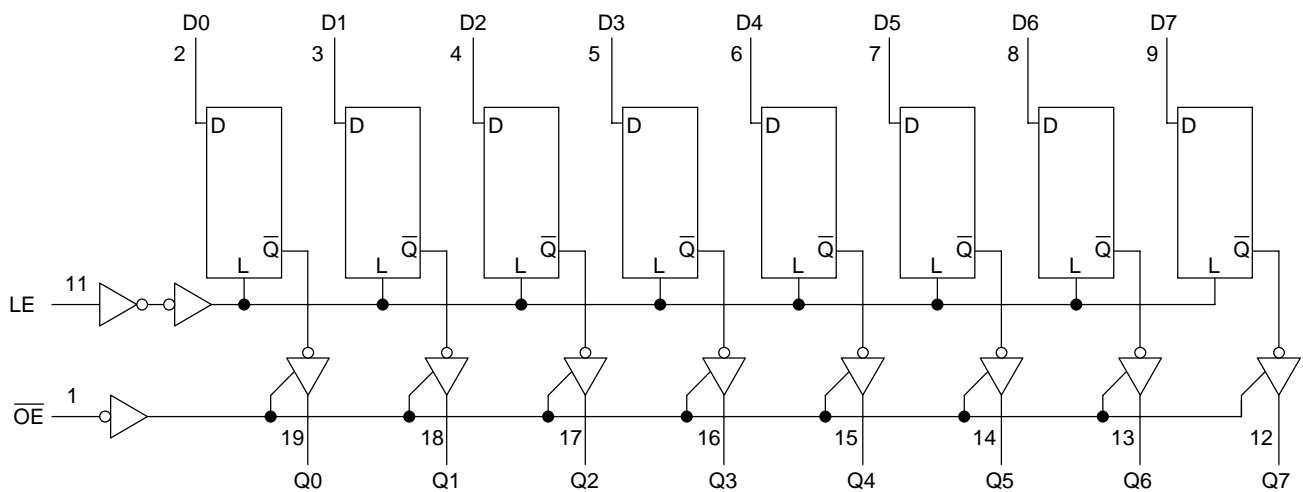 D0 D1 D2 D3 D4 D5 D6 D7
2 3 4 5 6 7 8 9
D D D D D D D D
Q̅ Q̅ Q̅ Q̅ Q̅ Q̅ Q̅ Q̅
L L L L L L L L
11
LE
1
O̅E̅
19 18 17 16 15 14 13 12
Q0 Q1 Q2 Q3 Q4 Q5 Q6 Q7